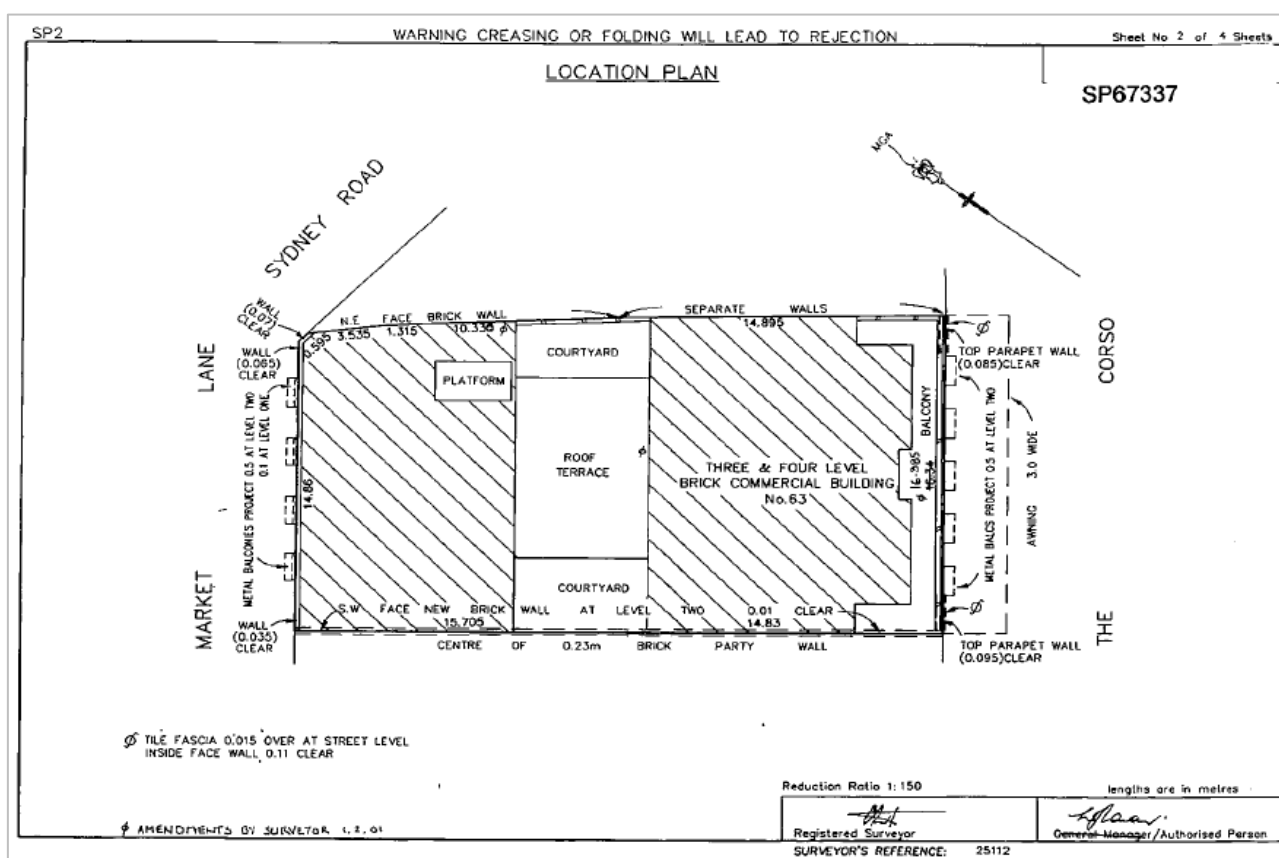 SP2
WARNING CREASING OR FOLDING WILL LEAD TO REJECTION
Sheet No 2 of 4 Sheets
LOCATION PLAN
SP67337
MGA
SYDNEY ROAD
MARKET LANE
THE CORSO
WALL
(0.07)
CLEAR
N.E FACE BRICK WALL
0.595
3.535
1.315
10.335
ø
SEPARATE WALLS
14.895
WALL
(0.065)
CLEAR
COURTYARD
PLATFORM
ø
TOP PARAPET WALL
(0.085)CLEAR
METAL BALCONIES PROJECT 0.5 AT LEVEL TWO
0.1 AT LEVEL ONE
14.86
ROOF
TERRACE
ø
THREE & FOUR LEVEL
BRICK COMMERCIAL BUILDING
No.63
BALCONY
ø 16.385
16.34
METAL BALCS PROJECT 0.5 AT LEVEL TWO
AWNING 3.0 WIDE
COURTYARD
S.W FACE NEW BRICK WALL AT LEVEL TWO 0.01 CLEAR
15.705
14.83
ø
WALL
(0.035)
CLEAR
CENTRE OF 0.23m BRICK PARTY WALL
TOP PARAPET WALL
(0.095)CLEAR
ø TILE FASCIA 0.015 OVER AT STREET LEVEL
INSIDE FACE WALL 0.11 CLEAR
ø AMENDMENTS BY SURVEYOR 1.2.01
Reduction Ratio 1:150
lengths are in metres
Registered Surveyor
General Manager/Authorised Person
SURVEYOR'S REFERENCE: 25112